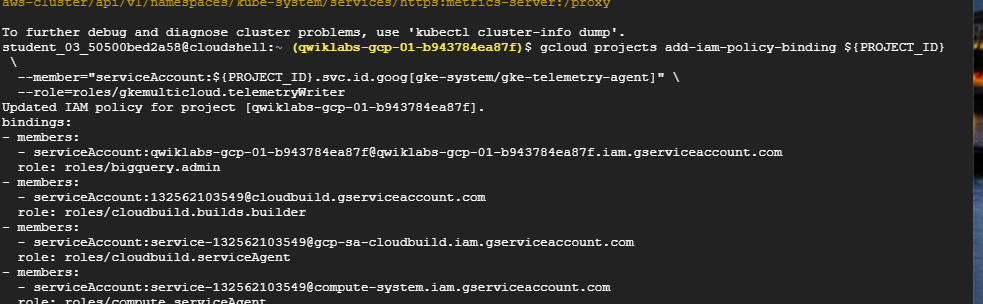 aws-cluster/api/v1/namespaces/kube-system/services/https:metrics-server:/proxy
To further debug and diagnose cluster problems, use 'kubectl cluster-info dump'.
student_03_50500bed2a58@cloudshell:~ (qwiklabs-gcp-01-b943784ea87f)$ gcloud projects add-iam-policy-binding ${PROJECT_ID}
\
--member="serviceAccount:${PROJECT_ID}.svc.id.goog[gke-system/gke-telemetry-agent]" \
--role=roles/gkemulticloud.telemetryWriter
Updated IAM policy for project [qwiklabs-gcp-01-b943784ea87f].
bindings:
- members:
- serviceAccount:qwiklabs-gcp-01-b943784ea87f@qwiklabs-gcp-01-b943784ea87f.iam.gserviceaccount.com
role: roles/bigquery.admin
- members:
- serviceAccount:132562103549@cloudbuild.gserviceaccount.com
role: roles/cloudbuild.builds.builder
- members:
- serviceAccount:service-132562103549@gcp-sa-cloudbuild.iam.gserviceaccount.com
role: roles/cloudbuild.serviceAgent
- members:
- serviceAccount:service-132562103549@compute-system.iam.gserviceaccount.com
role: roles/compute.serviceAgent